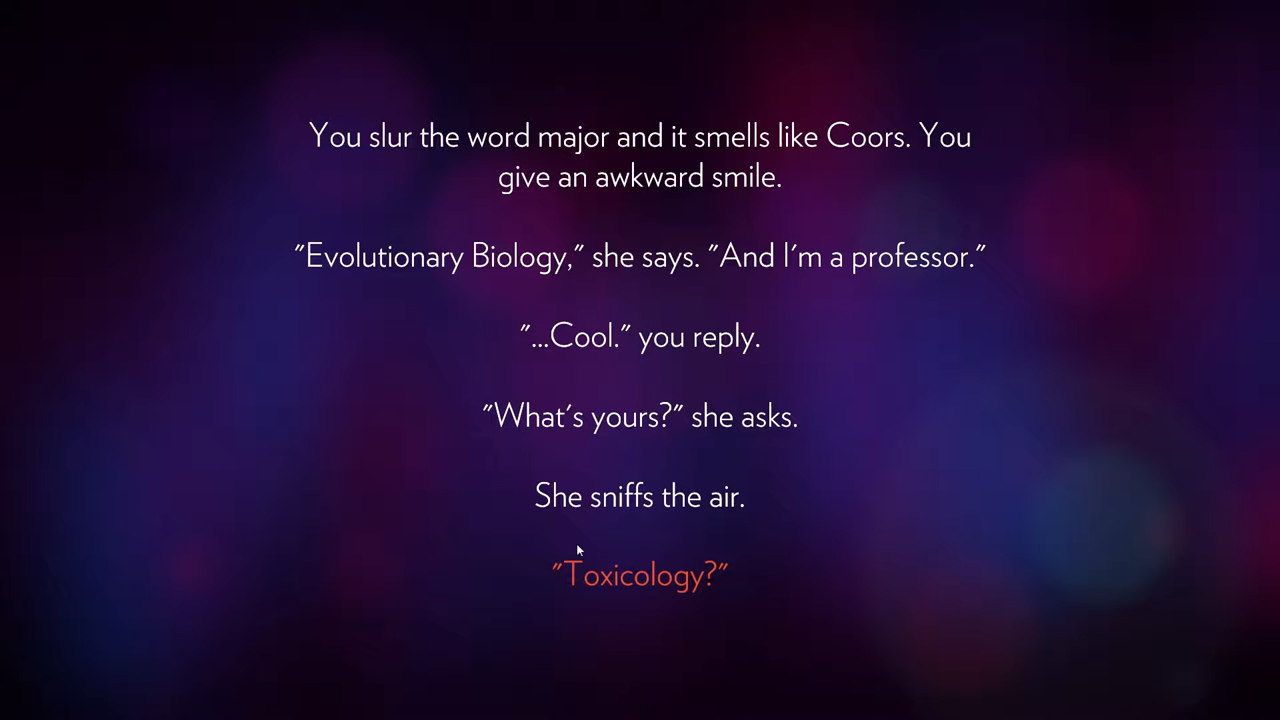 You slur the word major and it smells like Coors. You
give an awkward smile.
"Evolutionary Biology," she says. "And I'm a professor."
"...Cool." you reply.
"What's yours?" she asks.
She sniffs the air.
"Toxicology?"